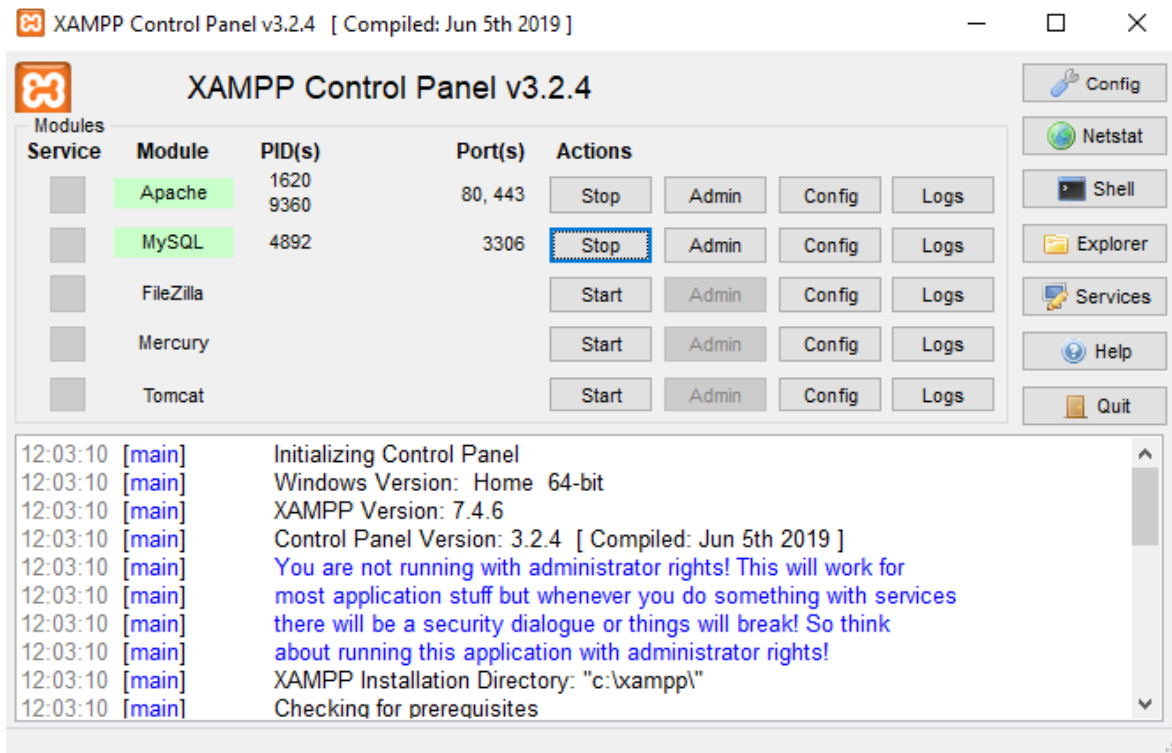 XAMPP Control Panel v3.2.4 [ Compiled: Jun 5th 2019 ]
XAMPP Control Panel v3.2.4
Config
Modules
Service Module PID(s) Port(s) Actions
Netstat
Apache 1620 9360 80, 443 Stop Admin Config Logs
Shell
MySQL 4892 3306 Stop Admin Config Logs
Explorer
FileZilla Start Admin Config Logs
Services
Mercury Start Admin Config Logs
Help
Tomcat Start Admin Config Logs
Quit
12:03:10 [main] Initializing Control Panel
12:03:10 [main] Windows Version: Home 64-bit
12:03:10 [main] XAMPP Version: 7.4.6
12:03:10 [main] Control Panel Version: 3.2.4 [ Compiled: Jun 5th 2019 ]
12:03:10 [main] You are not running with administrator rights! This will work for
12:03:10 [main] most application stuff but whenever you do something with services
12:03:10 [main] there will be a security dialogue or things will break! So think
12:03:10 [main] about running this application with administrator rights!
12:03:10 [main] XAMPP Installation Directory: "c:\xampp\"
12:03:10 [main] Checking for prerequisites